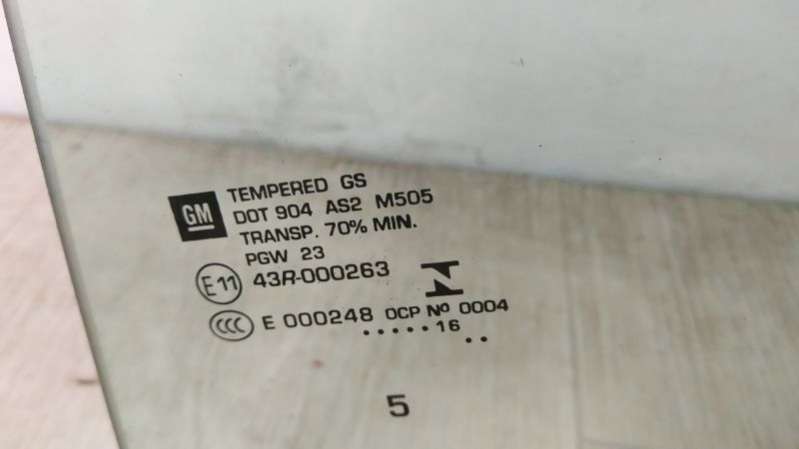 GM
TEMPERED GS
DOT 904 AS2 M505
TRANSP. 70% MIN.
PGW 23
E11 43R-000263
CCC E 000248 OCP Nº 0004
.....16
..
5